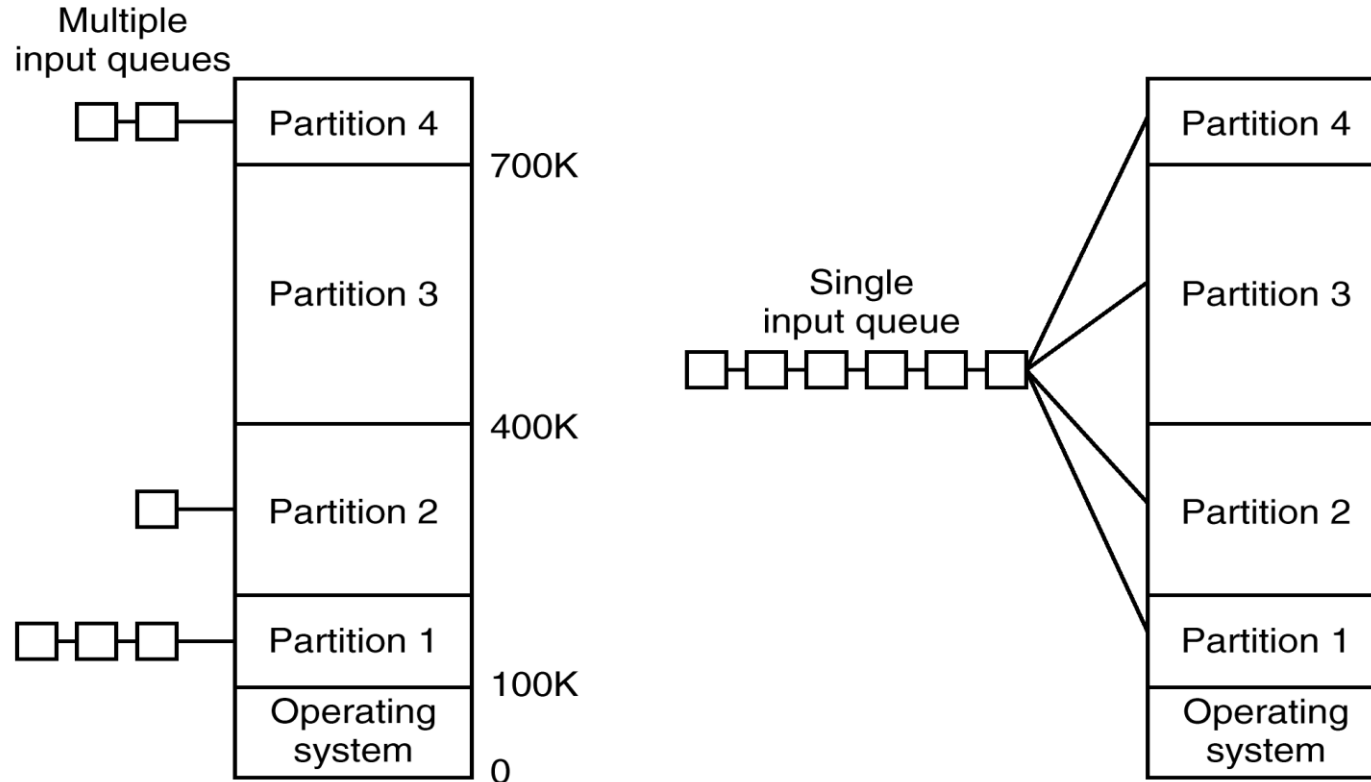 Multiple
input queues
Partition 4
700K
Partition 3
400K
Partition 2
Partition 1
100K
Operating
system
0
Single
input queue
Partition 4
Partition 3
Partition 2
Partition 1
Operating
system